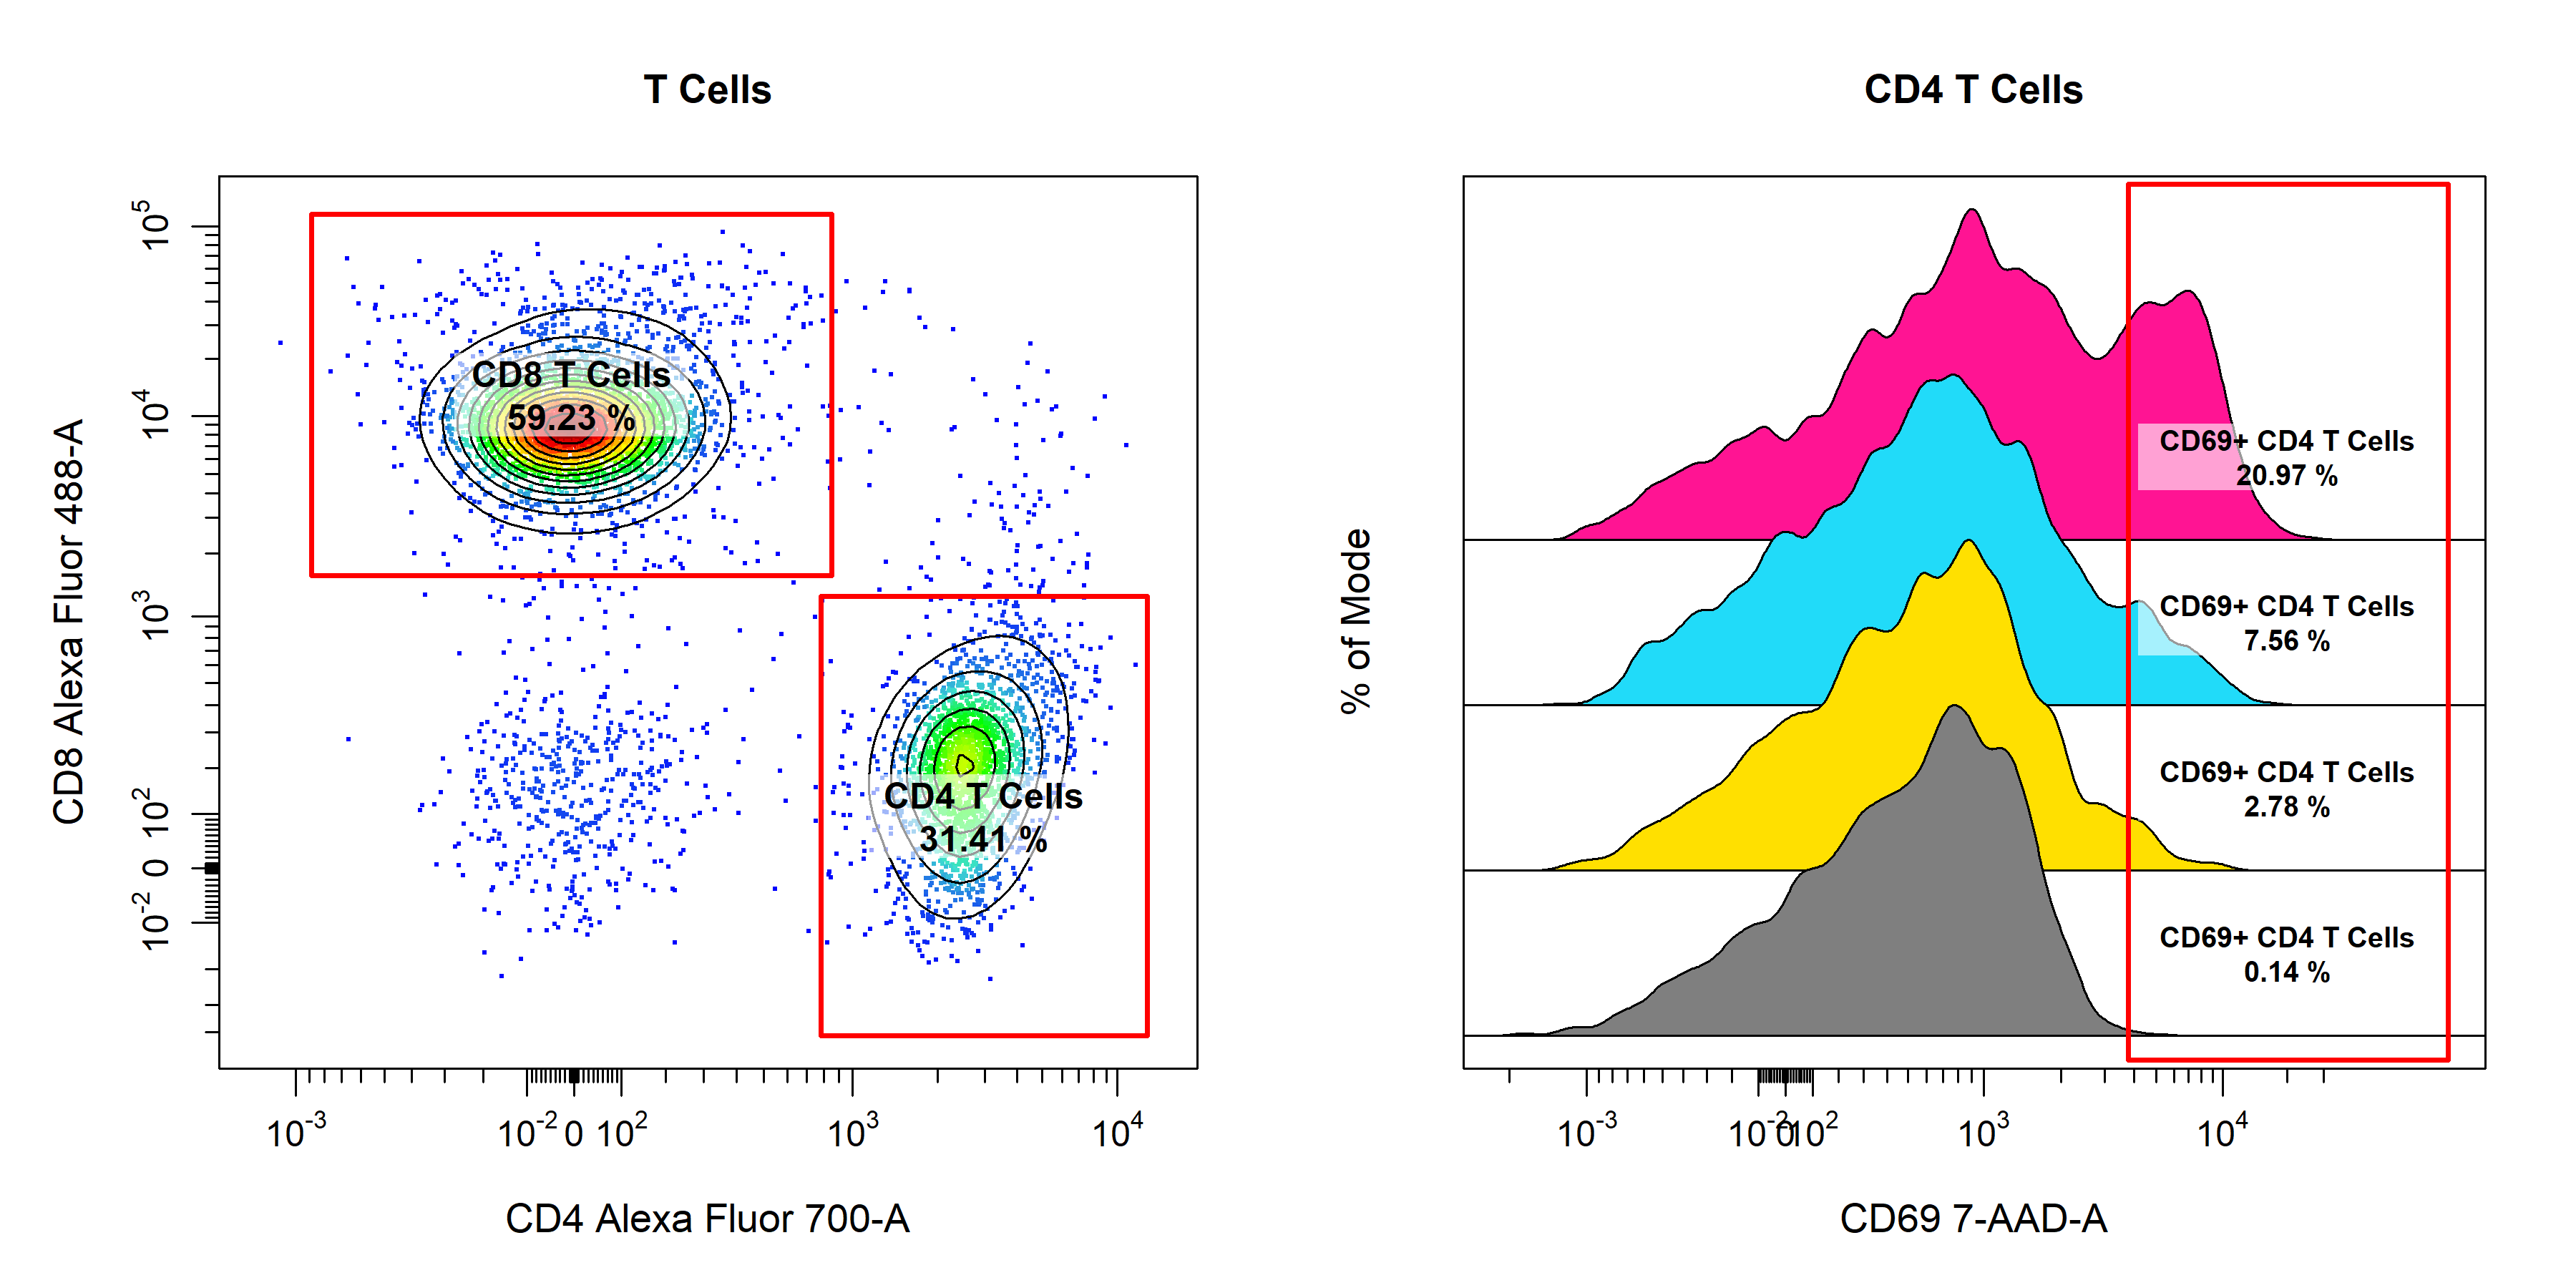 T Cells
CD8 Alexa Fluor 488-A
10^5
10^4
10^3
10^2
0
10^-2
CD8 T Cells
59.23 %
CD4 T Cells
31.41 %
10^-3 10^-2 0 10^2 10^3 10^4
CD4 Alexa Fluor 700-A
CD4 T Cells
% of Mode
CD69+ CD4 T Cells
20.97 %
CD69+ CD4 T Cells
7.56 %
CD69+ CD4 T Cells
2.78 %
CD69+ CD4 T Cells
0.14 %
10^-3 10^-2 0 10^2 10^3 10^4
CD69 7-AAD-A